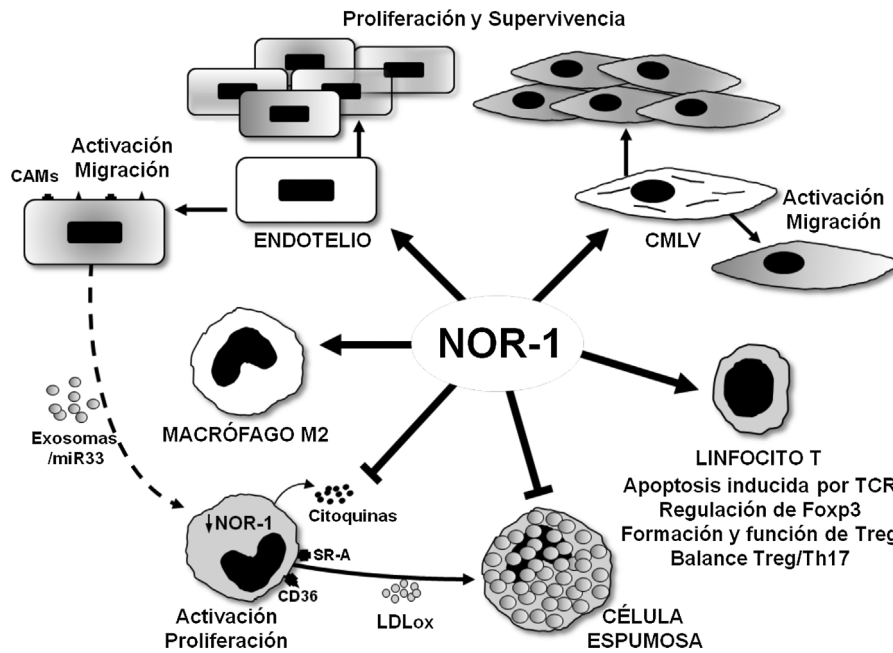 Proliferación y Supervivencia
Activación
Migración
CAMs
ENDOTELIO
CMLV
Activación
Migración
NOR-1
MACRÓFAGO M2
Exosomas
/miR33
LINFOCITO T
Apoptosis inducida por TCR
Regulación de Foxp3
Formación y función de Treg
Balance Treg/Th17
↓NOR-1
Citoquinas
SR-A
CD36
LDLox
Activación
Proliferación
CÉLULA
ESPUMOSA